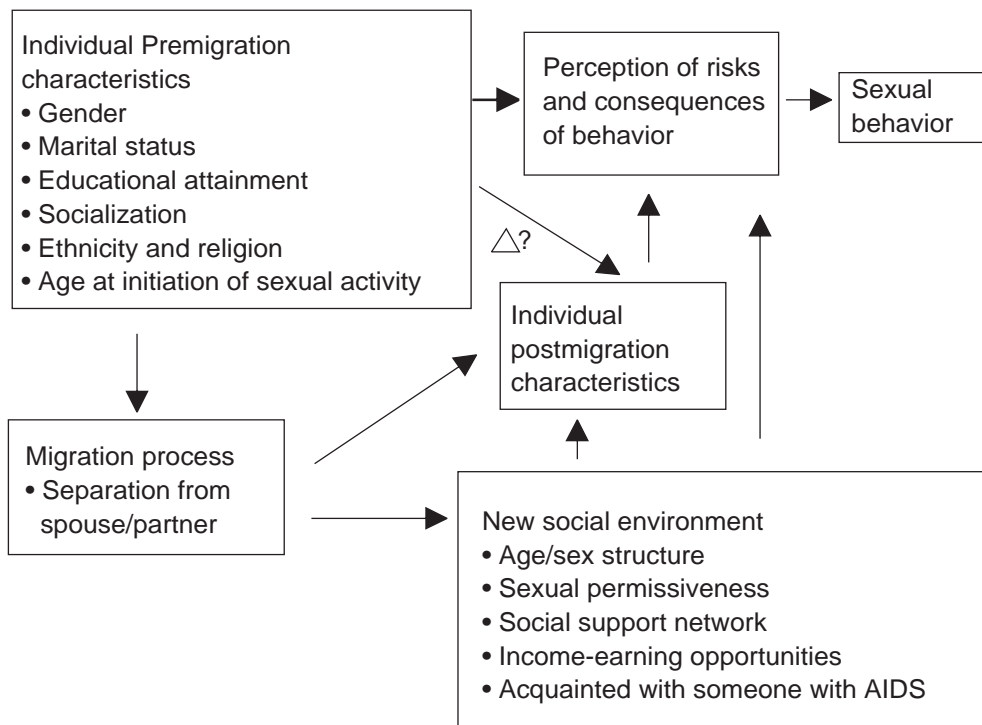 Individual Premigration
characteristics
• Gender
• Marital status
• Educational attainment
• Socialization
• Ethnicity and religion
• Age at initiation of sexual activity
Perception of risks
and consequences
of behavior
Sexual
behavior
△?
Individual
postmigration
characteristics
Migration process
• Separation from
spouse/partner
New social environment
• Age/sex structure
• Sexual permissiveness
• Social support network
• Income-earning opportunities
• Acquainted with someone with AIDS